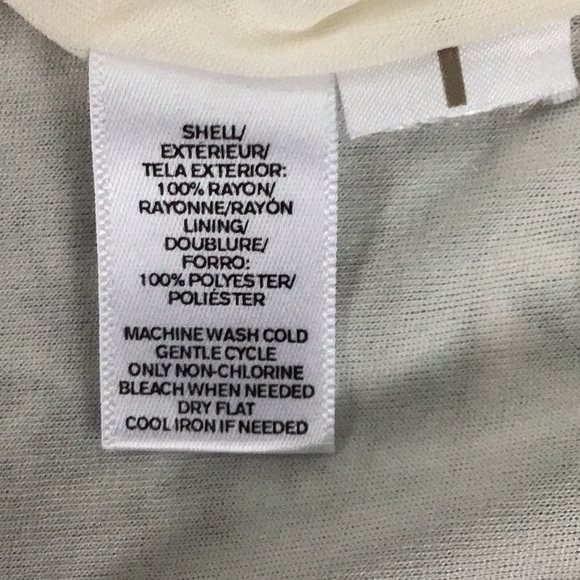 SHELL/
EXTÉRIEUR/
TELA EXTERIOR:
100% RAYON/
RAYONNE/RAYÓN
LINING/
DOUBLURE/
FORRO:
100% POLYESTER/
POLIÉSTER
MACHINE WASH COLD
GENTLE CYCLE
ONLY NON-CHLORINE
BLEACH WHEN NEEDED
DRY FLAT
COOL IRON IF NEEDED